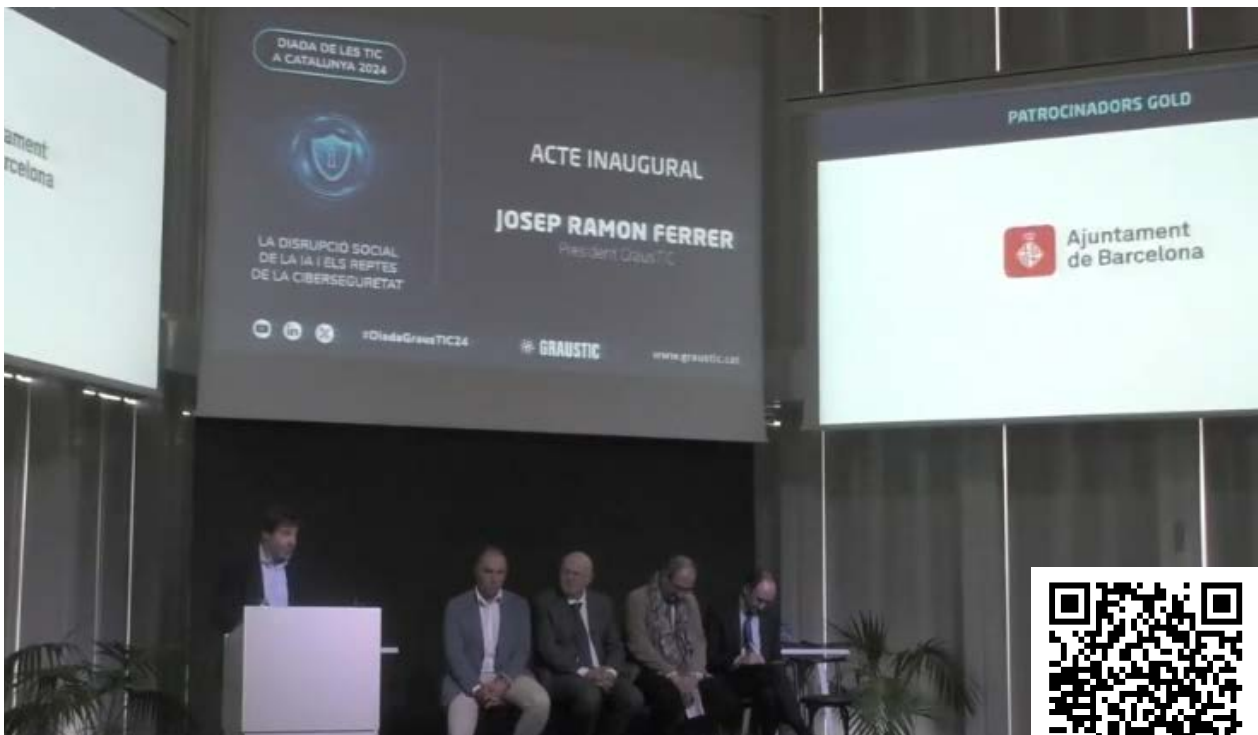 ament
rcelona
DIADA DE LES TIC
A CATALUNYA 2024
LA DISRUPCIÓ SOCIAL
DE LA IA I ELS REPTES
DE LA CIBERSEGURETAT
ACTE INAUGURAL
JOSEP RAMON FERRER
President GrausTIC
#DiadaGrausTIC24
GRAUSTIC
www.graustic.cat
PATROCINADORS GOLD
Ajuntament
de Barcelona